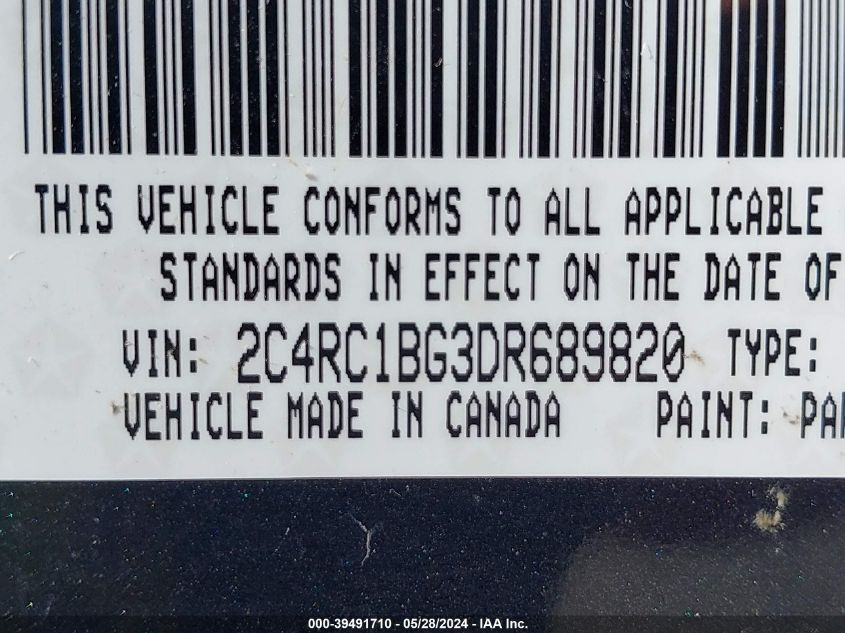 THIS VEHICLE CONFORMS TO ALL APPLICABLE
STANDARDS IN EFFECT ON THE DATE OF
VIN: 2C4RC1BG3DR689820 TYPE:
VEHICLE MADE IN CANADA PAINT:
000-39491710 / 05/28/2024 - IAA Inc.